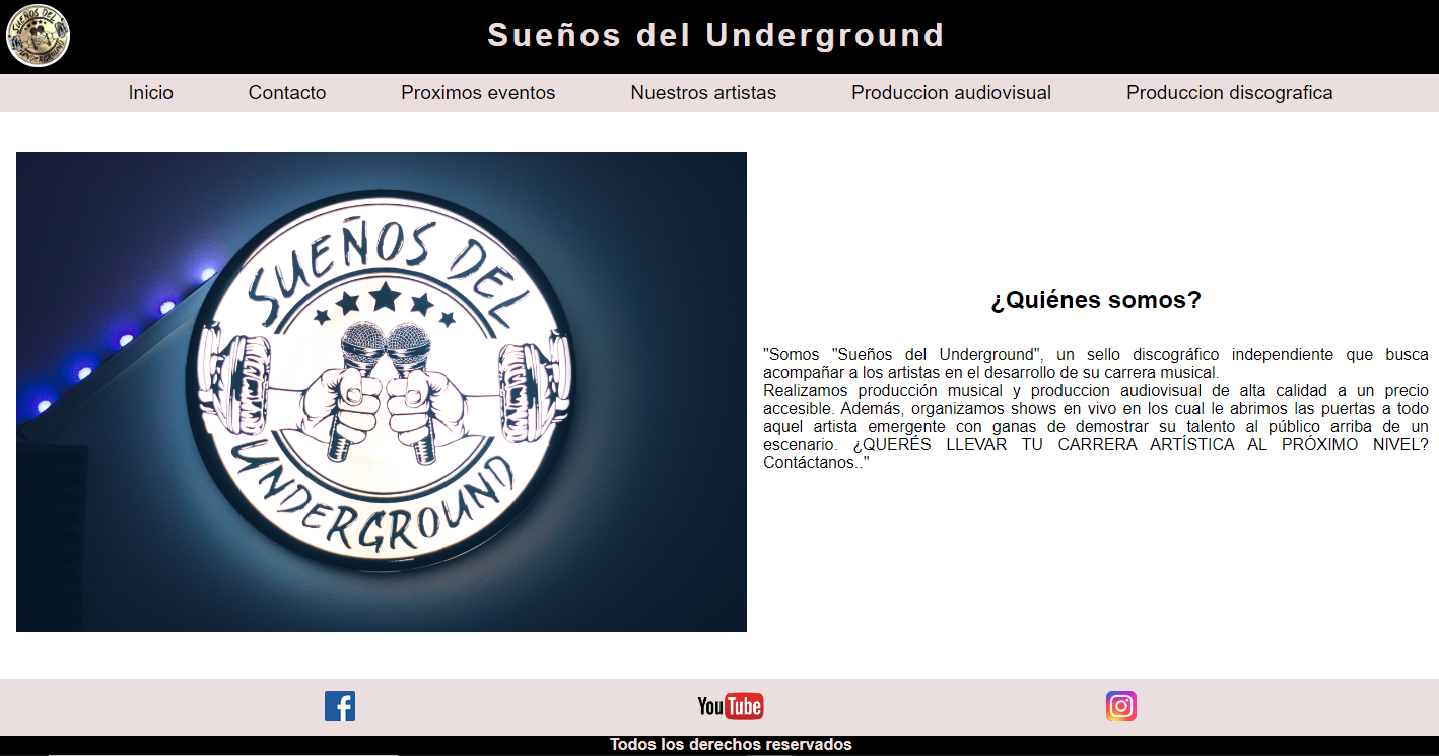 SUEÑOS DEL
UNDERGROUND
Sueños del Underground
Inicio Contacto Proximos eventos Nuestros artistas Produccion audiovisual Produccion discografica
SUEÑOS DEL
UNDERGROUND
¿Quiénes somos?
"Somos "Sueños del Underground", un sello discográfico independiente que busca
acompañar a los artistas en el desarrollo de su carrera musical.
Realizamos producción musical y produccion audiovisual de alta calidad a un precio
accesible. Además, organizamos shows en vivo en los cual le abrimos las puertas a todo
aquel artista emergente con ganas de demostrar su talento al público arriba de un
escenario. ¿QUERÉS LLEVAR TU CARRERA ARTÍSTICA AL PRÓXIMO NIVEL?
Contáctanos.."
f
YouTube
Todos los derechos reservados